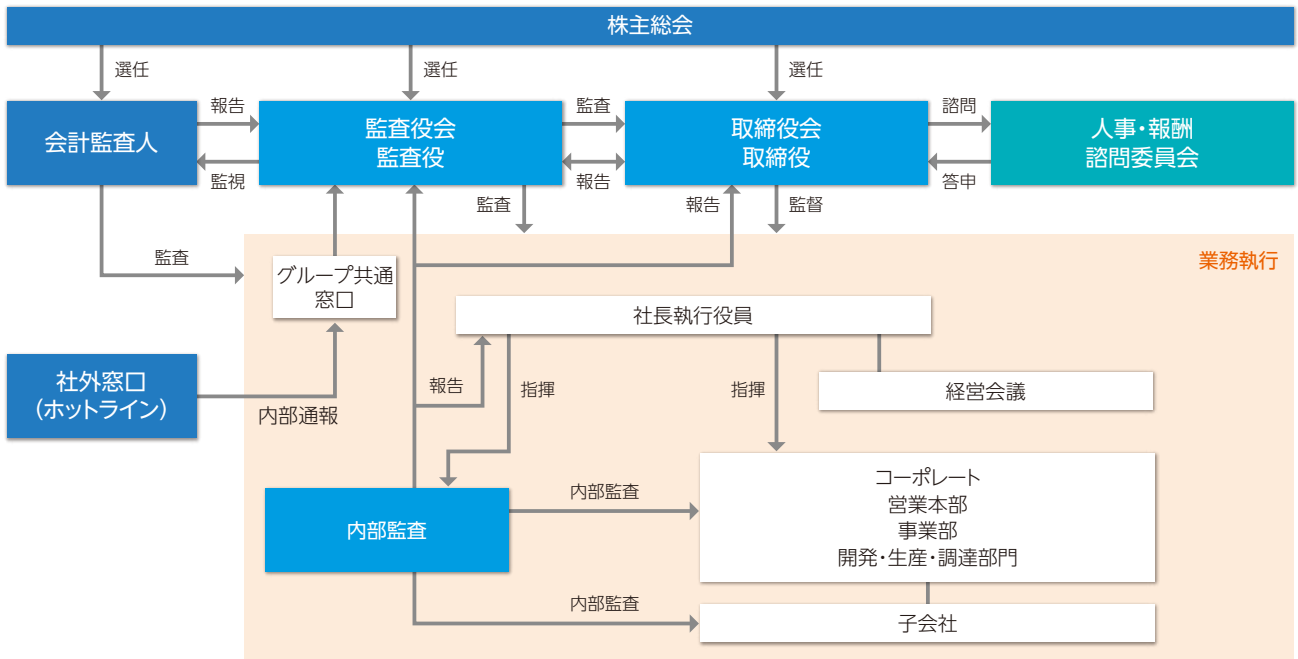 株主総会
選任
選任
選任
会計監査人
報告
監視
監査役会
監査役
監査
報告
取締役会
取締役
諮問
答申
人事・報酬
諮問委員会
監査
報告
監督
監査
業務執行
グループ共通
窓口
社長執行役員
社外窓口
（ホットライン）
内部通報
報告
指揮
指揮
経営会議
内部監査
内部監査
コーポレート
営業本部
事業部
開発・生産・調達部門
内部監査
子会社